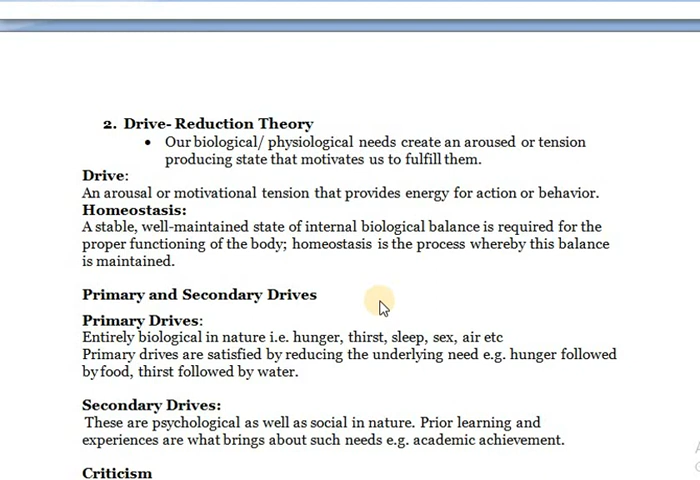 2. Drive- Reduction Theory
• Our biological/ physiological needs create an aroused or tension
producing state that motivates us to fulfill them.
Drive:
An arousal or motivational tension that provides energy for action or behavior.
Homeostasis:
A stable, well-maintained state of internal biological balance is required for the
proper functioning of the body; homeostasis is the process whereby this balance
is maintained.
Primary and Secondary Drives
Primary Drives:
Entirely biological in nature i.e. hunger, thirst, sleep, sex, air etc
Primary drives are satisfied by reducing the underlying need e.g. hunger followed
by food, thirst followed by water.
Secondary Drives:
These are psychological as well as social in nature. Prior learning and
experiences are what brings about such needs e.g. academic achievement.
Criticism